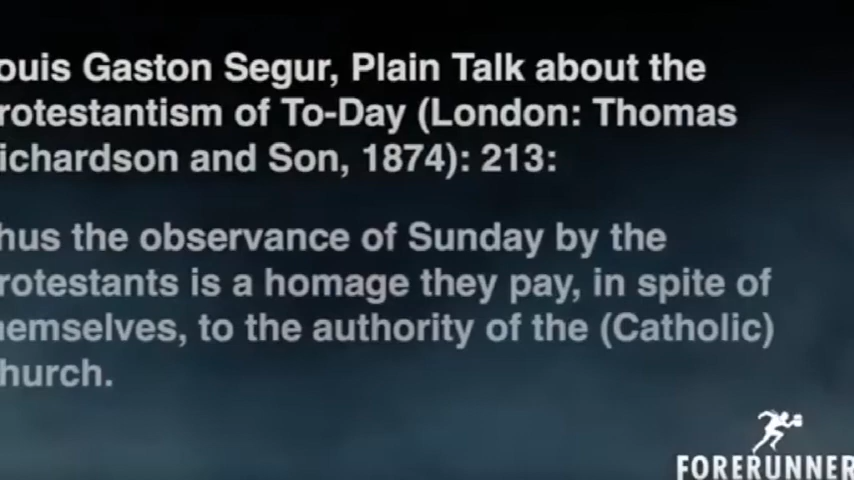 ouis Gaston Segur, Plain Talk about the
rotestantism of To-Day (London: Thomas
ichardson and Son, 1874): 213:
hus the observance of Sunday by the
rotestants is a homage they pay, in spite of
hemselves, to the authority of the (Catholic)
hurch.
FORERUNNER